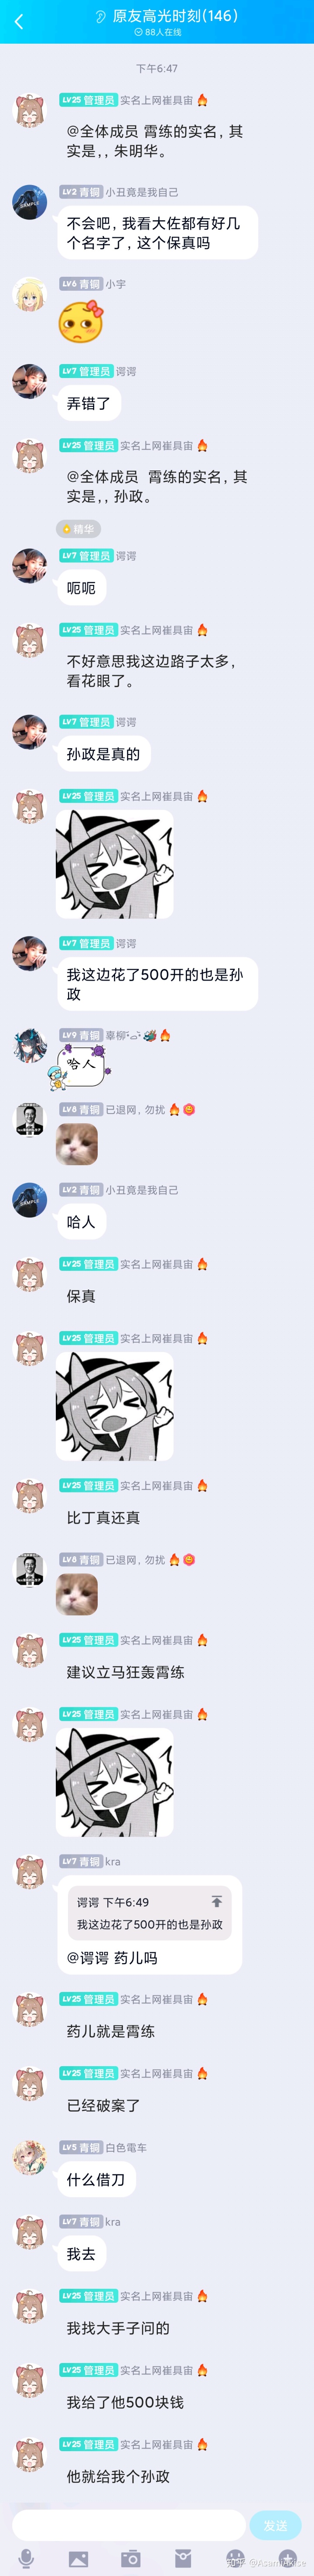 原友高光时刻(146)
88人在线
下午6:47
LV25 管理员 实名上网崔具宙
@全体成员 霄练的实名，其
实是，，朱明华。
LV2 青铜 小丑竟是我自己
不会吧，我看大佐都有好几
个名字了，这个保真吗
LV6 青铜 小宇
LV7 管理员 谔谔
弄错了
LV25 管理员 实名上网崔具宙
@全体成员 霄练的实名，其
实是，，孙政。
精华
LV7 管理员 谔谔
呃呃
LV25 管理员 实名上网崔具宙
不好意思我这边路子太多，
看花眼了。
LV7 管理员 谔谔
孙政是真的
LV25 管理员 实名上网崔具宙
LV7 管理员 谔谔
我这边花了500开的也是孙
政
LV9 青铜 辜柳
哈人
LV8 青铜 已退网，勿扰
LV2 青铜 小丑竟是我自己
哈人
LV25 管理员 实名上网崔具宙
保真
LV25 管理员 实名上网崔具宙
LV25 管理员 实名上网崔具宙
比丁真还真
LV8 青铜 已退网，勿扰
LV25 管理员 实名上网崔具宙
建议立马狂轰霄练
LV25 管理员 实名上网崔具宙
LV7 青铜 kra
谔谔 下午6:49
我这边花了500开的也是孙政
@谔谔 药儿吗
LV25 管理员 实名上网崔具宙
药儿就是霄练
LV25 管理员 实名上网崔具宙
已经破案了
LV5 青铜 白色電车
什么借刀
LV7 青铜 kra
我去
LV25 管理员 实名上网崔具宙
我找大手子问的
LV25 管理员 实名上网崔具宙
我给了他500块钱
LV25 管理员 实名上网崔具宙
他就给我个孙政
发送